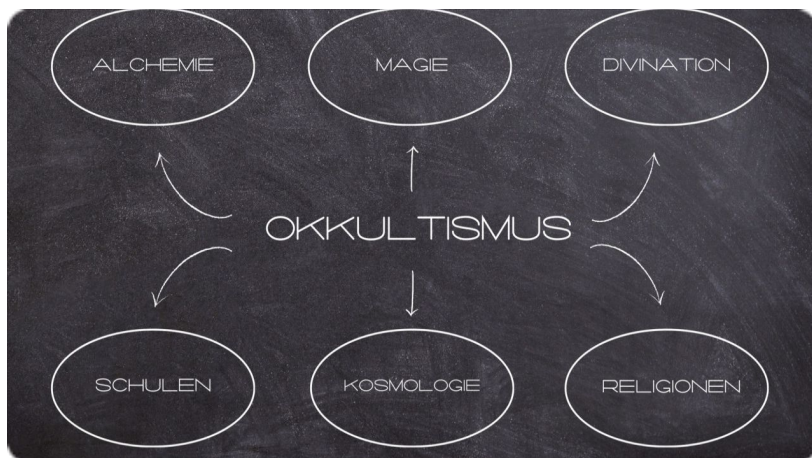 ALCHEMIE
MAGIE
DIVINATION
OKKULTISMUS
SCHULEN
KOSMOLOGIE
RELIGIONEN